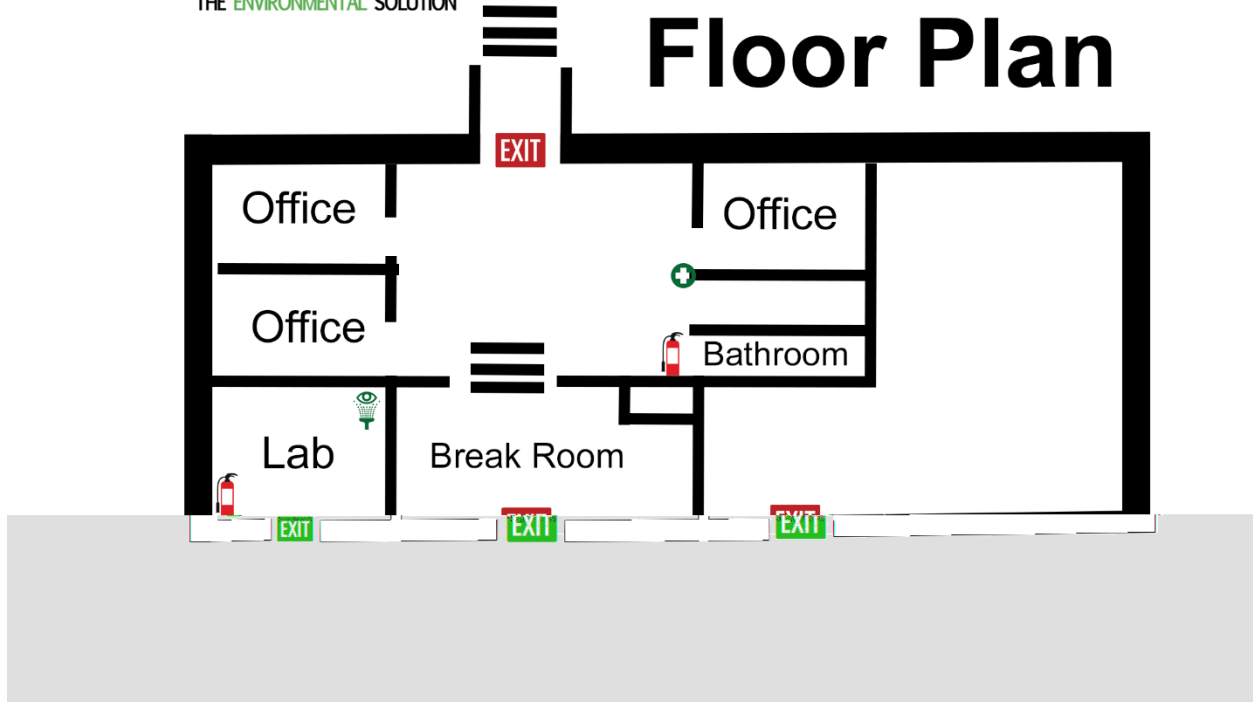 THE ENVIRONMENTAL SOLUTION
Floor Plan
EXIT
Office
Office
Office
Bathroom
Lab
Break Room
EXIT
EXIT
EXIT